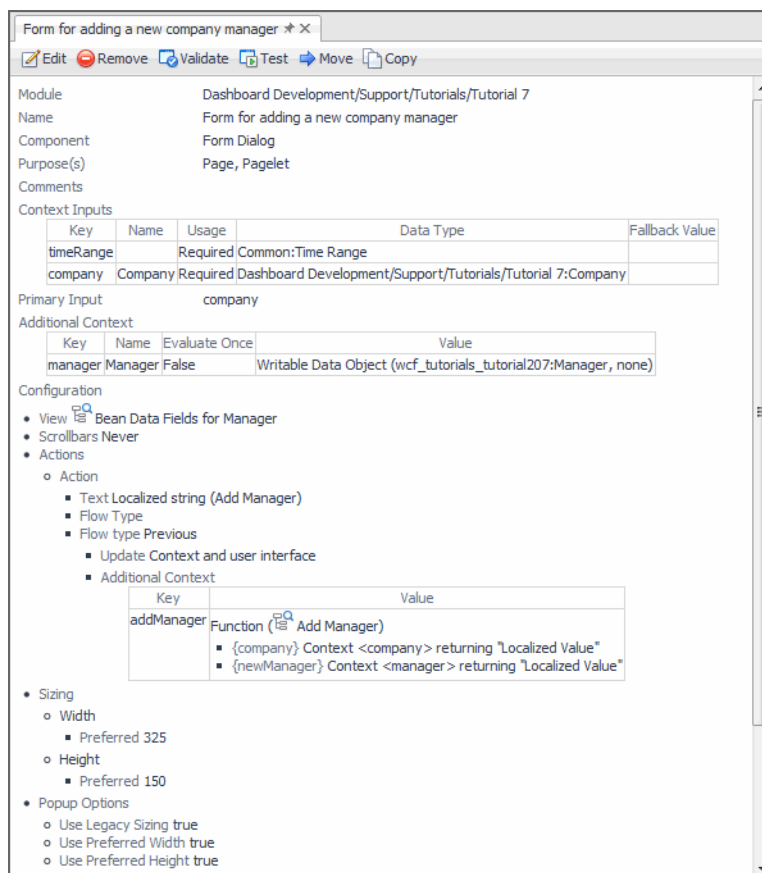 Form for adding a new company manager
Edit Remove Validate Test Move Copy
Module Dashboard Development/Support/Tutorials/Tutorial 7
Name Form for adding a new company manager
Component Form Dialog
Purpose(s) Page, Pagelet
Comments
Context Inputs
Key Name Usage Data Type Fallback Value
timeRange Required Common:Time Range
company Company Required Dashboard Development/Support/Tutorials/Tutorial 7:Company
Primary Input company
Additional Context
Key Name Evaluate Once Value
manager Manager False Writable Data Object (wcf_tutorials_tutorial207:Manager, none)
Configuration
View Bean Data Fields for Manager
Scrollbars Never
Actions
Action
Text Localized string (Add Manager)
Flow Type
Flow type Previous
Update Context and user interface
Additional Context
Key Value
addManager Function (Add Manager)
{company} Context <company> returning "Localized Value"
{newManager} Context <manager> returning "Localized Value"
Sizing
Width
Preferred 325
Height
Preferred 150
Popup Options
Use Legacy Sizing true
Use Preferred Width true
Use Preferred Height true